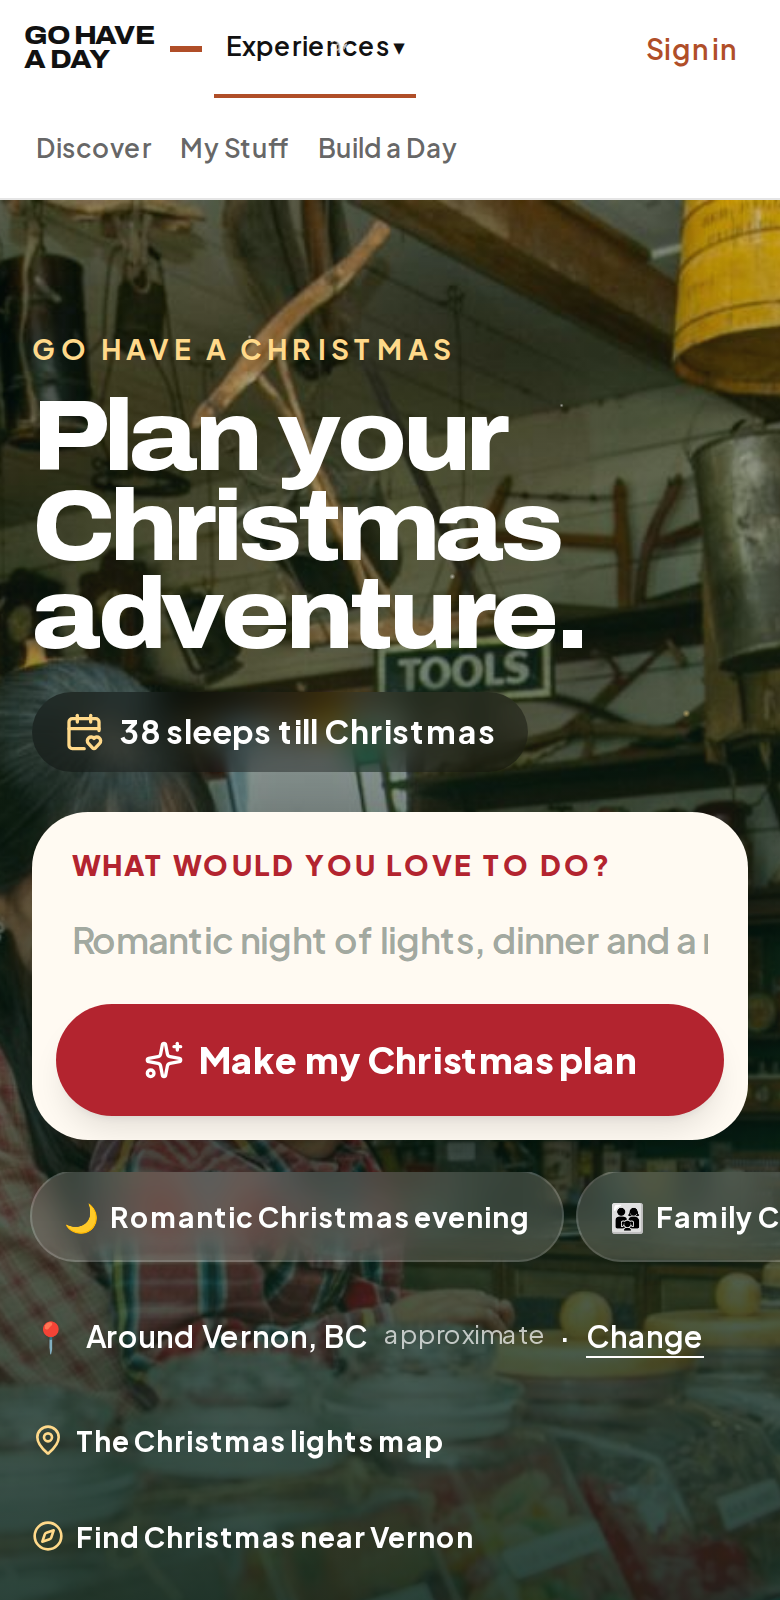 GO HAVE
A DAY
Experiences ▾
Sign in
Discover
My Stuff
Build a Day
GO HAVE A CHRISTMAS
Plan your
Christmas
adventure.
TOOLS
38 sleeps till Christmas
WHAT WOULD YOU LOVE TO DO?
Romantic night of lights, dinner and a
Make my Christmas plan
🌙 Romantic Christmas evening
👨‍👩‍👧 Family C
📍 Around Vernon, BC approximate · Change
The Christmas lights map
Find Christmas near Vernon